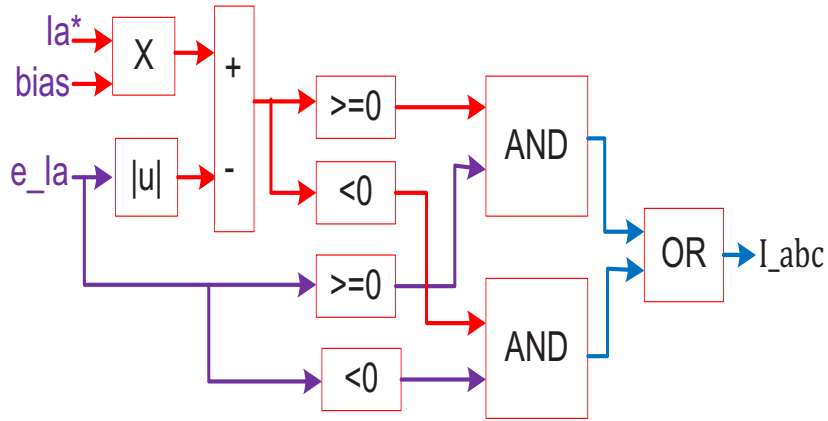 Ia*
X
bias
+
>=0
AND
e_Ia
|u|
-
<0
OR
I_abc
>=0
AND
<0